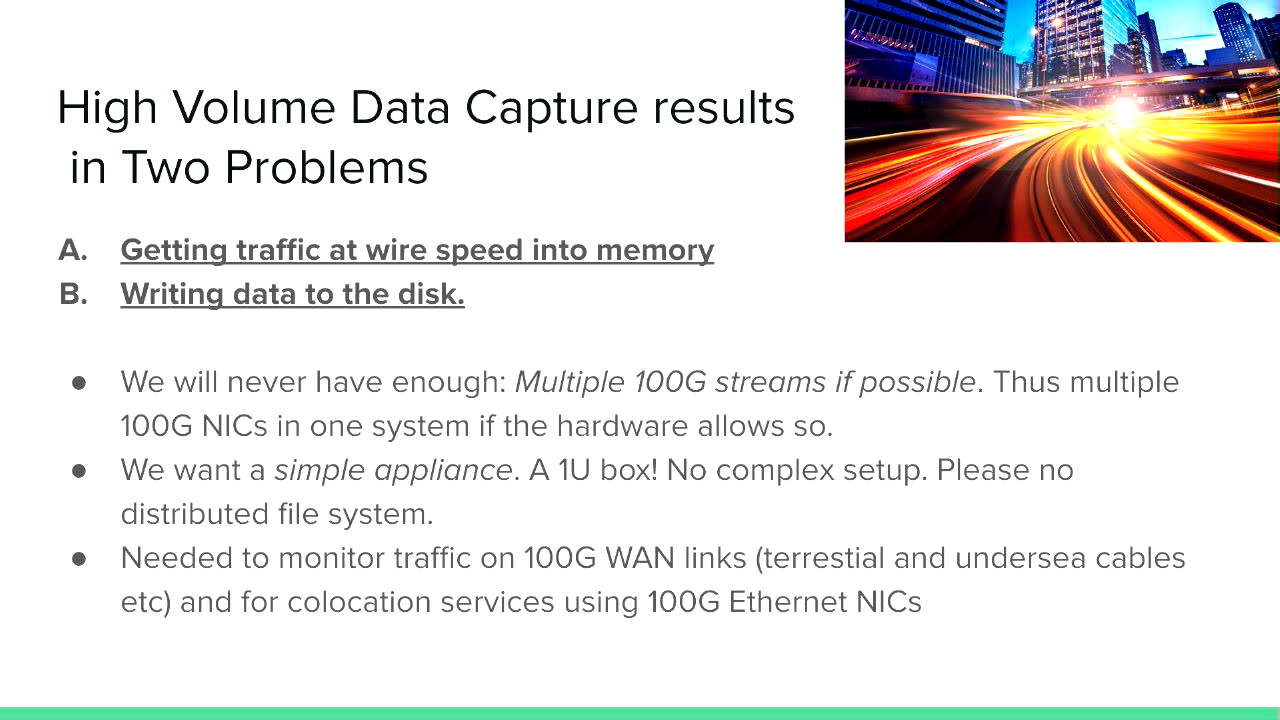 High Volume Data Capture results
in Two Problems
A. Getting traffic at wire speed into memory
B. Writing data to the disk.
● We will never have enough: Multiple 100G streams if possible. Thus multiple
100G NICs in one system if the hardware allows so.
● We want a simple appliance. A 1U box! No complex setup. Please no
distributed file system.
● Needed to monitor traffic on 100G WAN links (terrestial and undersea cables
etc) and for colocation services using 100G Ethernet NICs